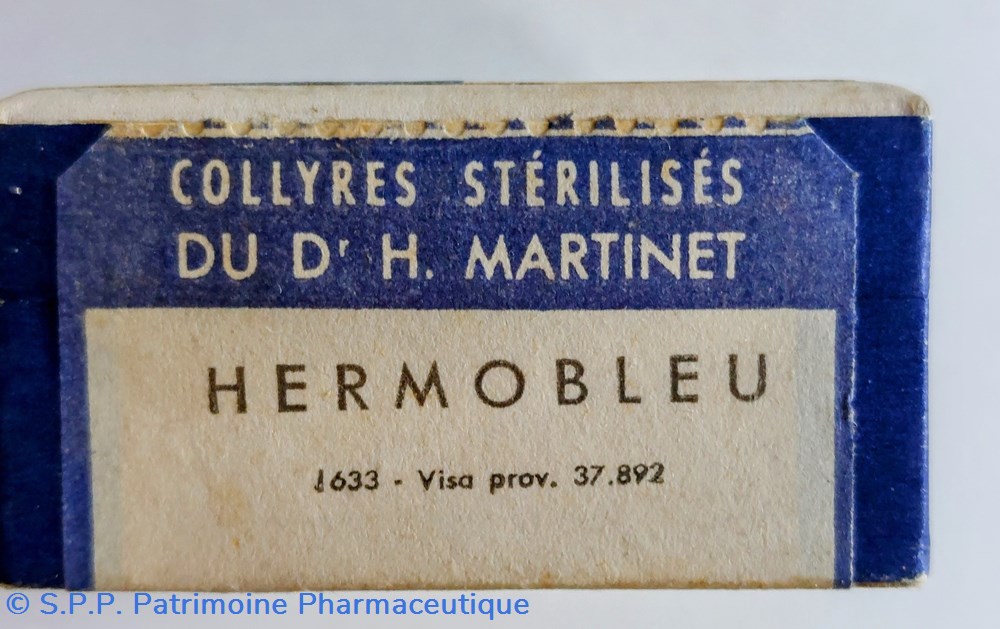 COLLYRES STÉRILISÉS
DU Dr H. MARTINET
HERMOBLEU
1633 - Visa prov. 37.892
© S.P.P. Patrimoine Pharmaceutique